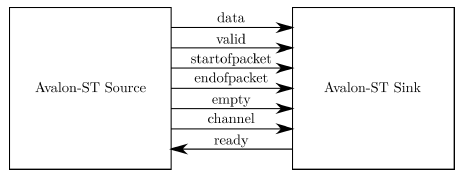 data
valid
startofpacket
endofpacket
Avalon-ST Source
Avalon-ST Sink
empty
channel
ready